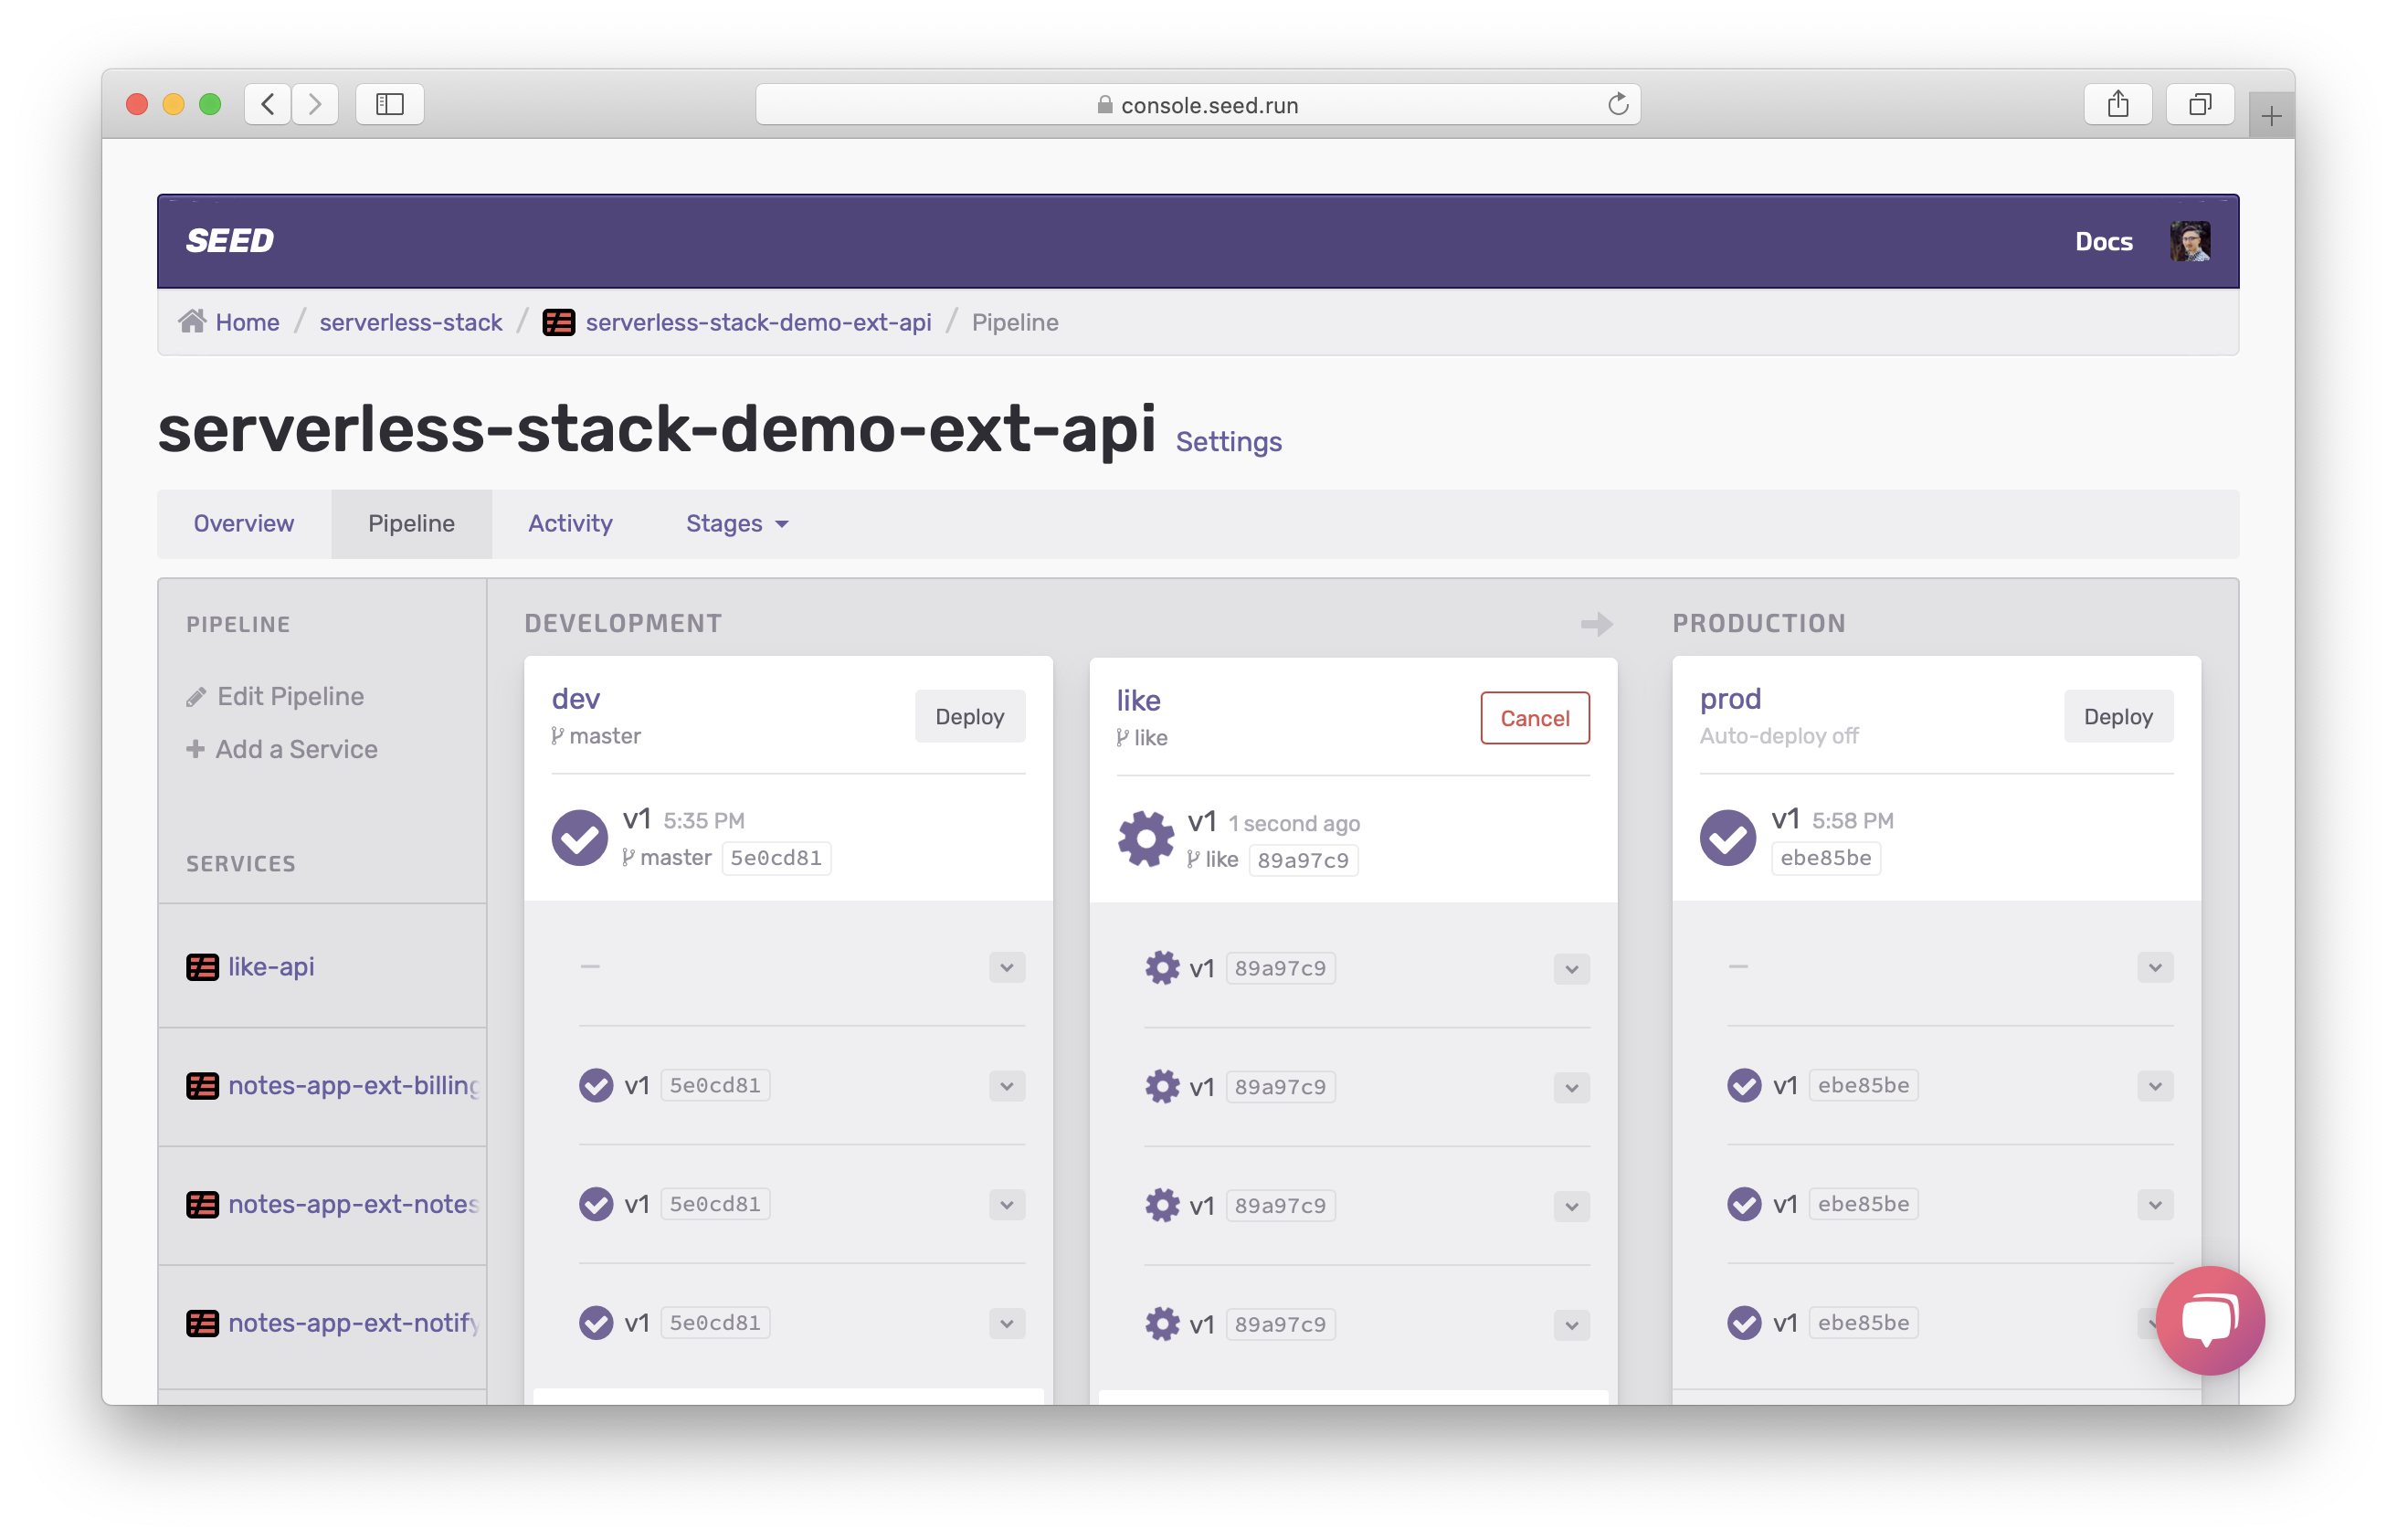 console.seed.run
SEED
Docs
Home / serverless-stack / serverless-stack-demo-ext-api / Pipeline
serverless-stack-demo-ext-api Settings
Overview
Pipeline
Activity
Stages
PIPELINE
Edit Pipeline
Add a Service
SERVICES
like-api
notes-app-ext-billing
notes-app-ext-notes
notes-app-ext-notify
DEVELOPMENT
dev
master
Deploy
v1 5:35 PM
master 5e0cd81
v1 5e0cd81
v1 5e0cd81
v1 5e0cd81
like
like
Cancel
v1 1 second ago
like 89a97c9
v1 89a97c9
v1 89a97c9
v1 89a97c9
v1 89a97c9
PRODUCTION
prod
Auto-deploy off
Deploy
v1 5:58 PM
ebe85be
v1 ebe85be
v1 ebe85be
v1 ebe85be